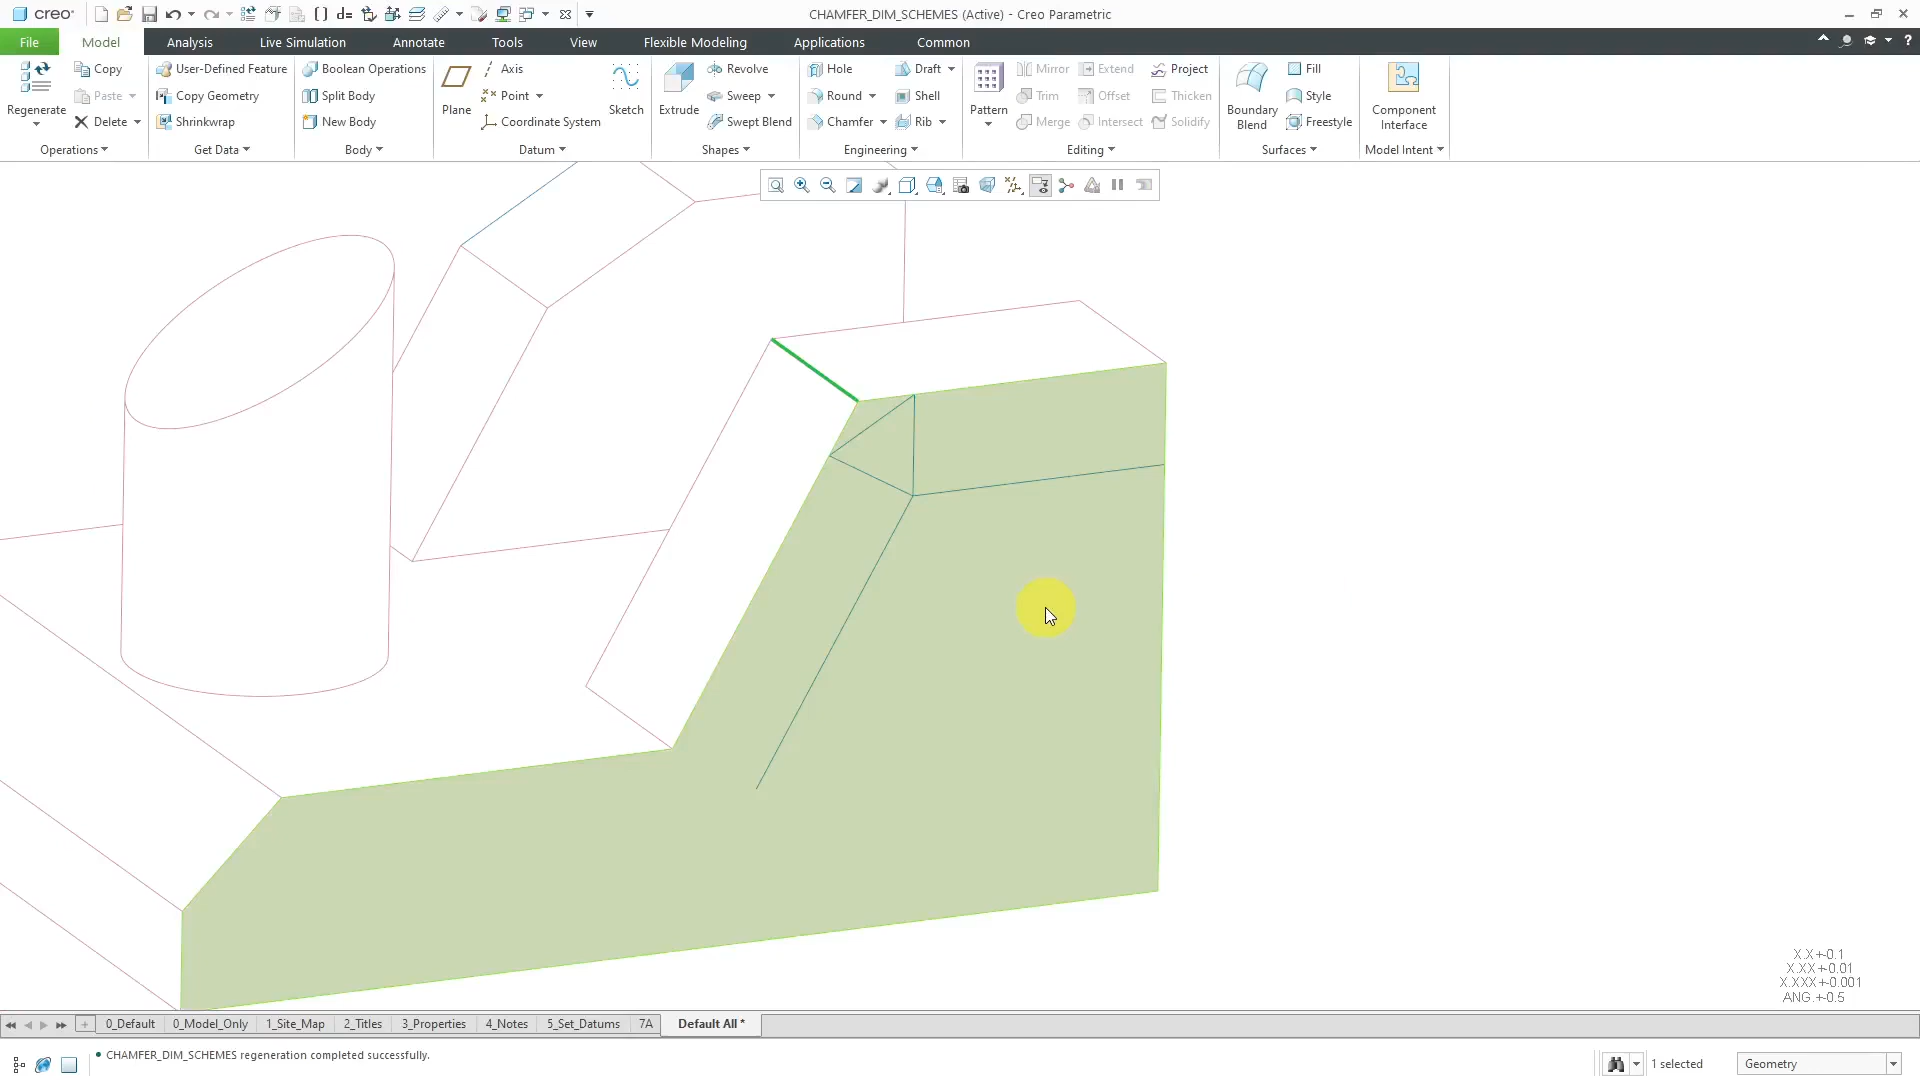 creo
CHAMFER_DIM_SCHEMES (Active) - Creo Parametric
File Model Analysis Live Simulation Annotate Tools View Flexible Modeling Applications Common
Regenerate
Copy
Paste
Delete
Operations
User-Defined Feature
Copy Geometry
Shrinkwrap
Get Data
Boolean Operations
Split Body
New Body
Body
Plane
Axis
Point
Coordinate System
Sketch
Datum
Extrude
Revolve
Sweep
Swept Blend
Shapes
Hole
Round
Chamfer
Draft
Shell
Rib
Engineering
Pattern
Mirror
Trim
Merge
Extend
Offset
Intersect
Project
Thicken
Solidify
Editing
Boundary
Blend
Fill
Style
Freestyle
Surfaces
Component
Interface
Model Intent
X.X+-0.1
X.XX+-0.01
X.XXX+-0.001
ANG.+-0.5
0_Default 0_Model_Only 1_Site_Map 2_Titles 3_Properties 4_Notes 5_Set_Datums 7A Default All *
• CHAMFER_DIM_SCHEMES regeneration completed successfully.
1 selected
Geometry